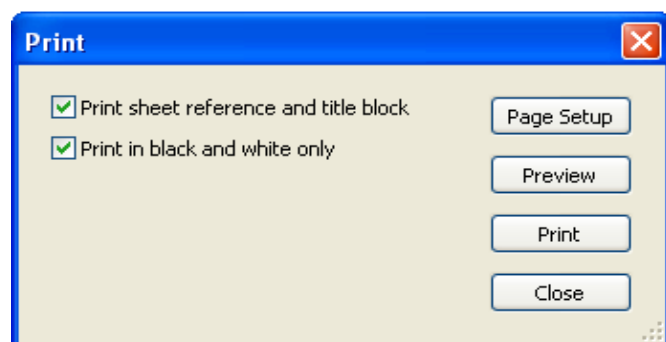 Print
Print sheet reference and title block
Print in black and white only
Page Setup
Preview
Print
Close